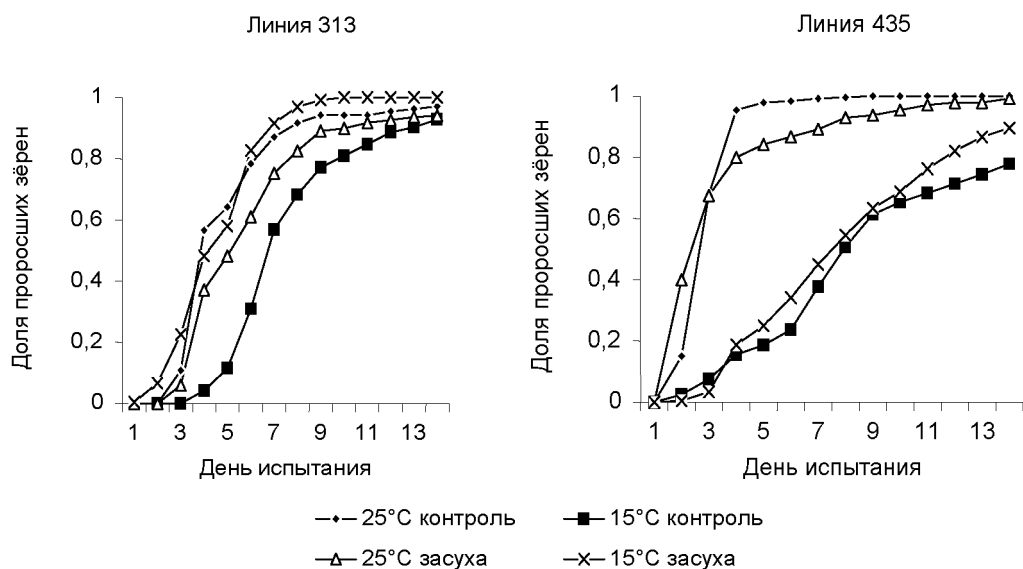 Линия 313
Линия 435
Доля проросших зёрен
1
0,8
0,6
0,4
0,2
0
1 3 5 7 9 11 13
День испытания
Доля проросших зёрен
1
0,8
0,6
0,4
0,2
0
1 3 5 7 9 11 13
День испытания
25°C контроль
15°C контроль
25°C засуха
15°C засуха